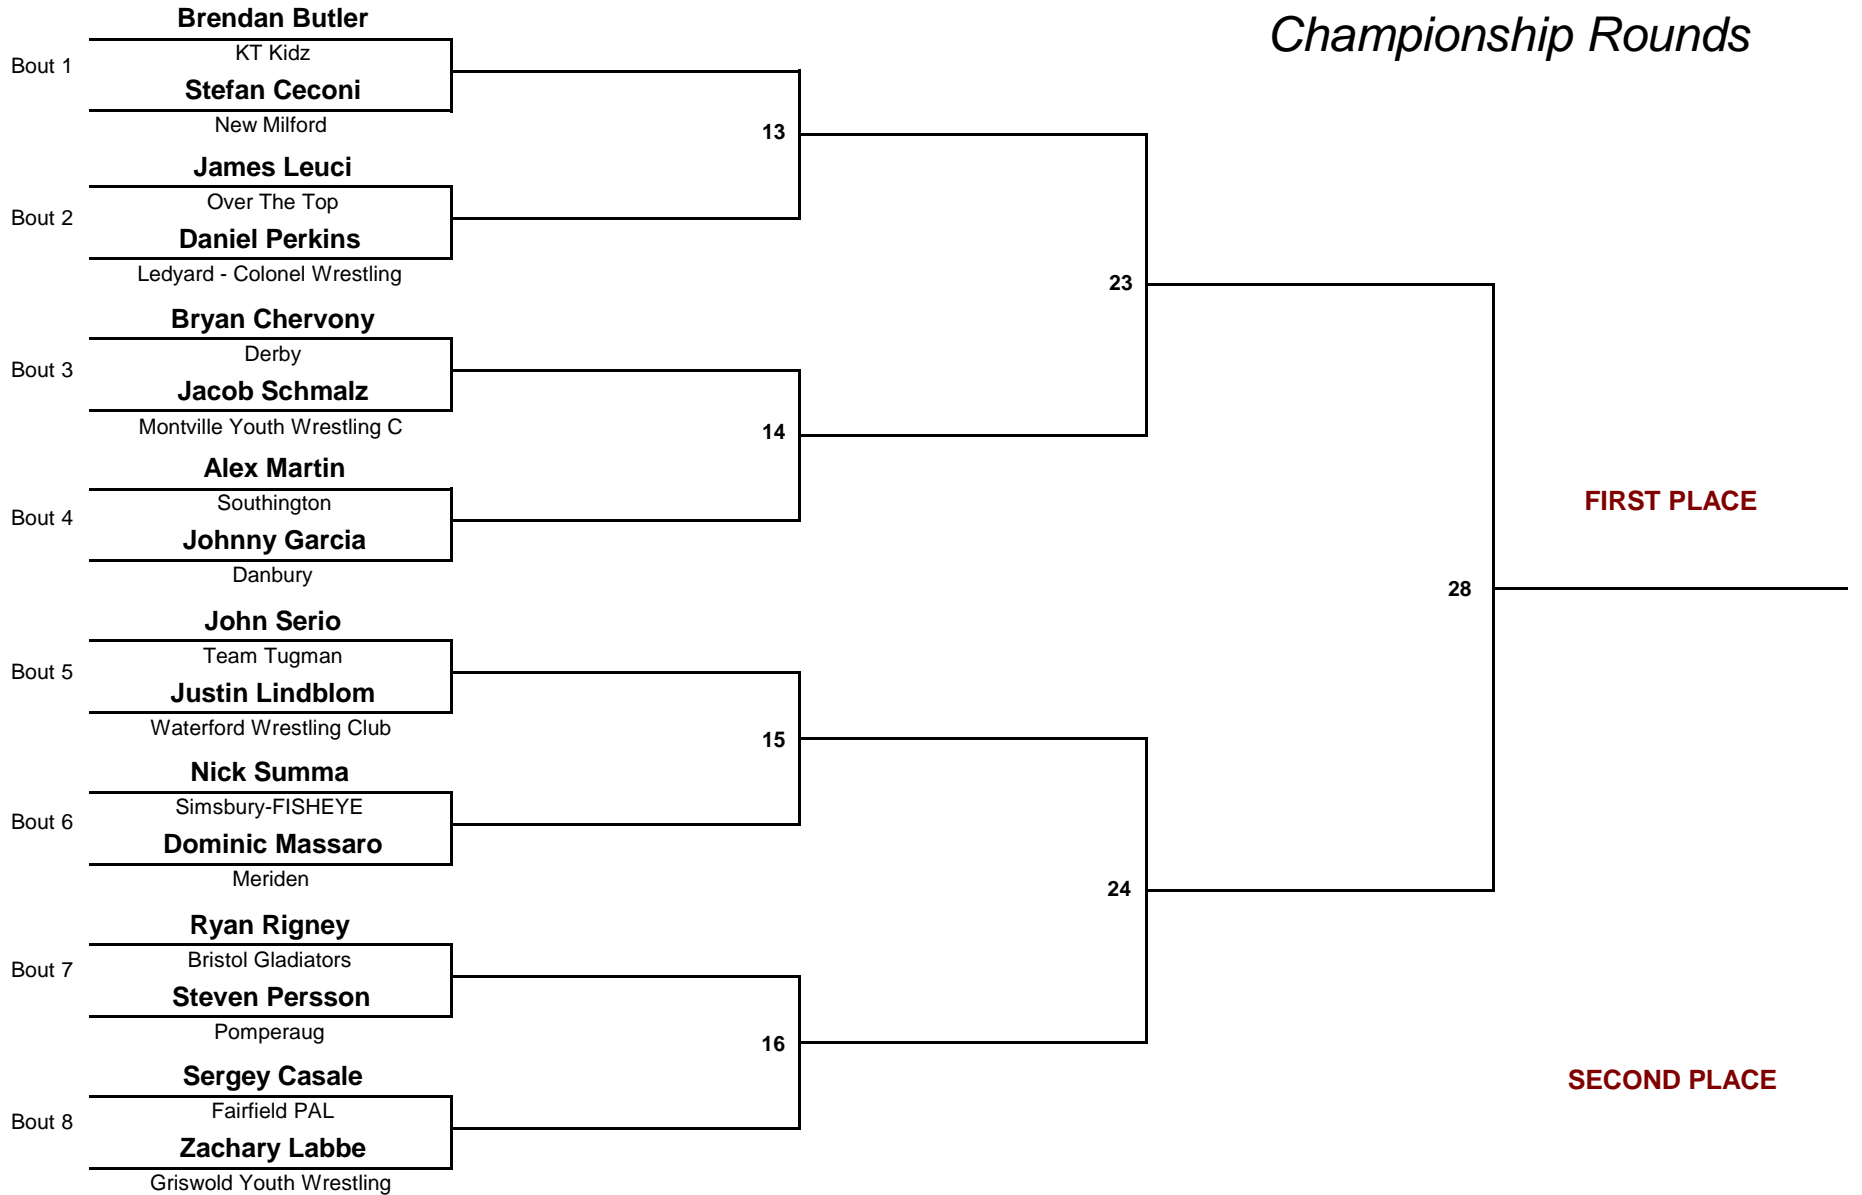 Championship Rounds
Brendan Butler
Bout 1
KT Kidz
Stefan Ceconi
New Milford
13
James Leuci
Bout 2
Over The Top
Daniel Perkins
Ledyard - Colonel Wrestling
23
Bryan Chervony
Bout 3
Derby
Jacob Schmalz
Montville Youth Wrestling C
14
Alex Martin
Bout 4
Southington
Johnny Garcia
Danbury
FIRST PLACE
28
John Serio
Bout 5
Team Tugman
Justin Lindblom
Waterford Wrestling Club
15
Nick Summa
Bout 6
Simsbury-FISHEYE
Dominic Massaro
Meriden
24
Ryan Rigney
Bout 7
Bristol Gladiators
Steven Persson
Pomperaug
16
Sergey Casale
Bout 8
Fairfield PAL
Zachary Labbe
Griswold Youth Wrestling
SECOND PLACE